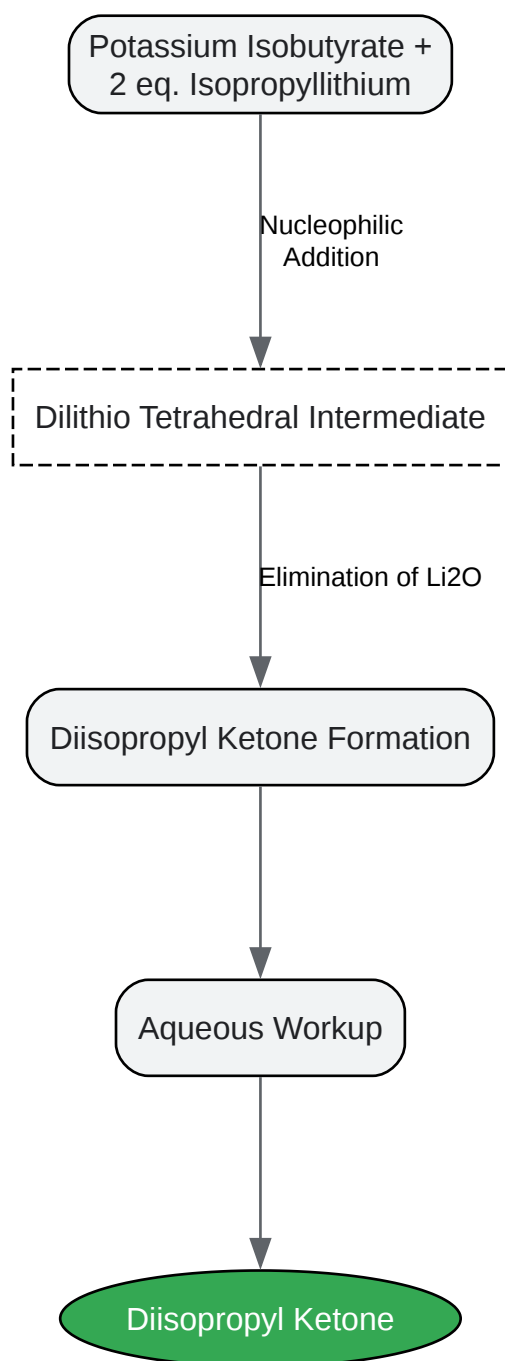 Potassium Isobutyrate +
2 eq. Isopropyllithium
Nucleophilic
Addition
Dilithio Tetrahedral Intermediate
Elimination of Li2O
Diisopropyl Ketone Formation
Aqueous Workup
Diisopropyl Ketone